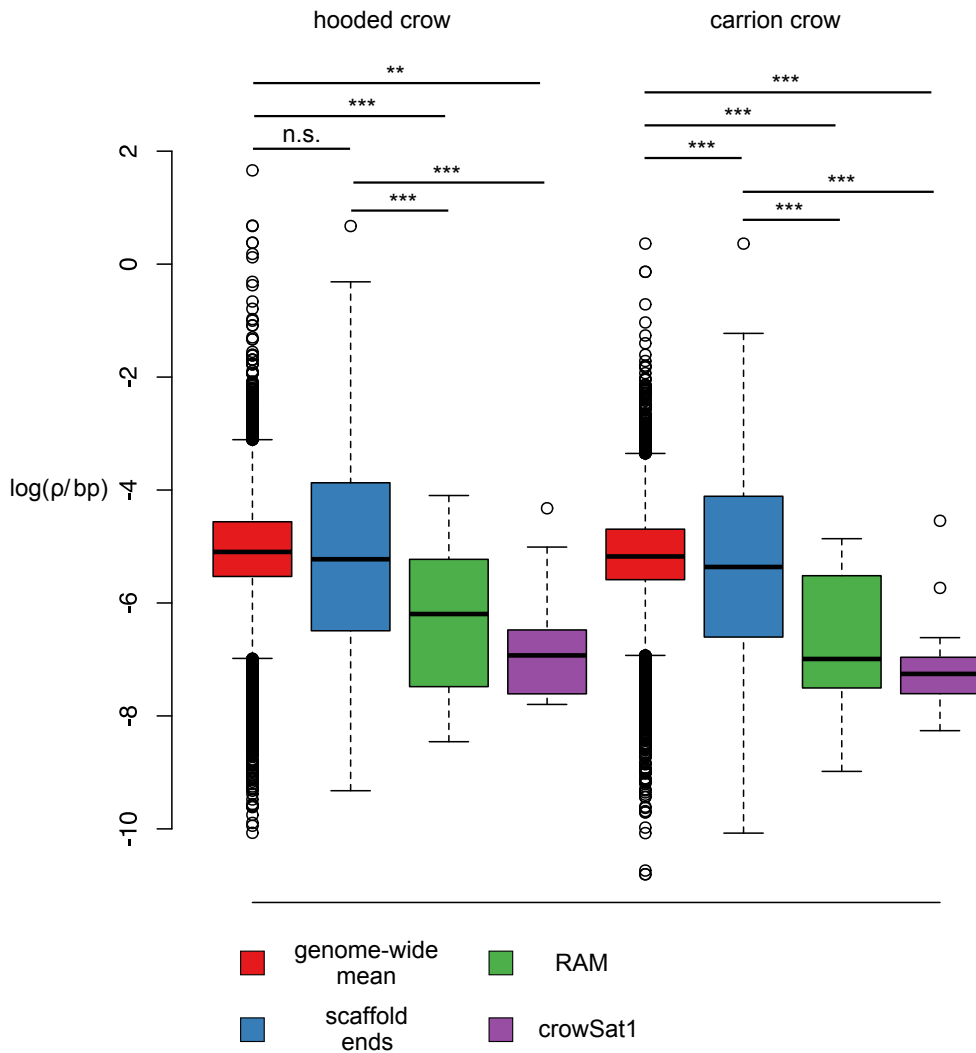 hooded crow carrion crow
**
***
***
***
n.s.
***
2
***
***
***
***
0
-2
log(ρ/bp)
-4
-6
-8
-10
genome-wide
mean
RAM
scaffold
ends
crowSat1